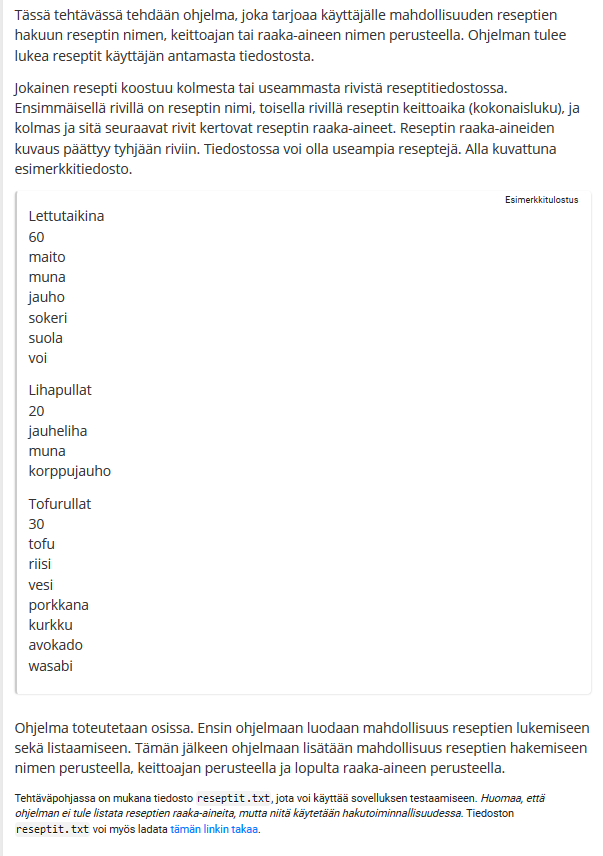 Tässä tehtävässä tehdään ohjelma, joka tarjoaa käyttäjälle mahdollisuuden reseptien
hakuun reseptin nimen, keittoajan tai raaka-aineen nimen perusteella. Ohjelman tulee
lukea reseptit käyttäjän antamasta tiedostosta.
Jokainen resepti koostuu kolmesta tai useammasta rivistä reseptitiedostossa.
Ensimmäisellä rivillä on reseptin nimi, toisella rivillä reseptin keittoaika (kokonaisluku), ja
kolmas ja sitä seuraavat rivit kertovat reseptin raaka-aineet. Reseptin raaka-aineiden
kuvaus päättyy tyhjään riviin. Tiedostossa voi olla useampia reseptejä. Alla kuvattuna
esimerkkitiedosto.
Esimerkkitulostus
Lettutaikina
60
maito
muna
jauho
sokeri
suola
voi
Lihapullat
20
jauheliha
muna
korppujauho
Tofurullat
30
tofu
riisi
vesi
porkkana
kurkku
avokado
wasabi
Ohjelma toteutetaan osissa. Ensin ohjelmaan luodaan mahdollisuus reseptien lukemiseen
sekä listaamiseen. Tämän jälkeen ohjelmaan lisätään mahdollisuus reseptien hakemiseen
nimen perusteella, keittoajan perusteella ja lopulta raaka-aineen perusteella.
Tehtäväpohjassa on mukana tiedosto reseptit.txt, jota voi käyttää sovelluksen testaamiseen. Huomaa, että
ohjelman ei tule listata reseptien raaka-aineita, mutta niitä käytetään hakutoiminnallisuudessa. Tiedoston
reseptit.txt voi myös ladata tämän linkin takaa.